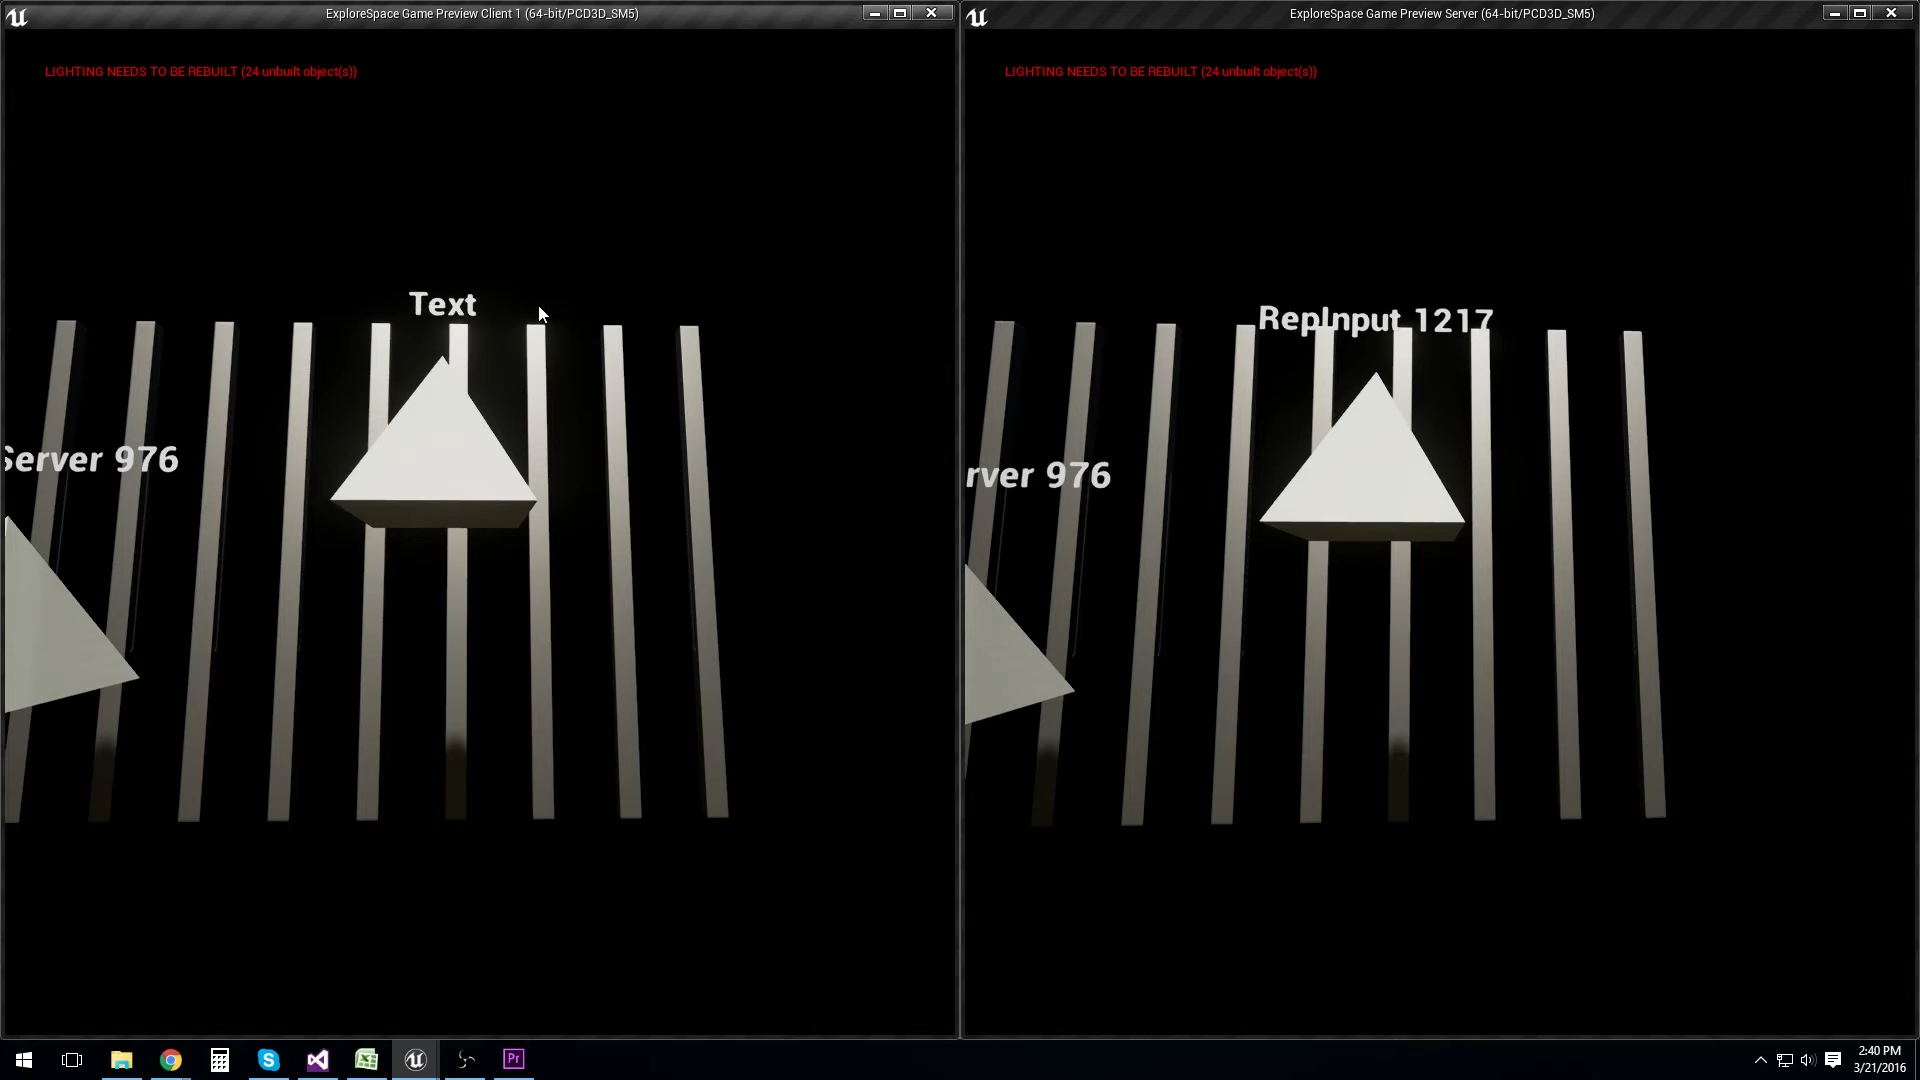 ExploreSpace Game Preview Client 1 (64-bit/PCD3D_SM5)
LIGHTING NEEDS TO BE REBUILT (24 unbuilt object(s))
Text
Server 976
ExploreSpace Game Preview Server (64-bit/PCD3D_SM5)
LIGHTING NEEDS TO BE REBUILT (24 unbuilt object(s))
RepInput 1217
rver 976
Pr
2:40 PM
3/21/2016